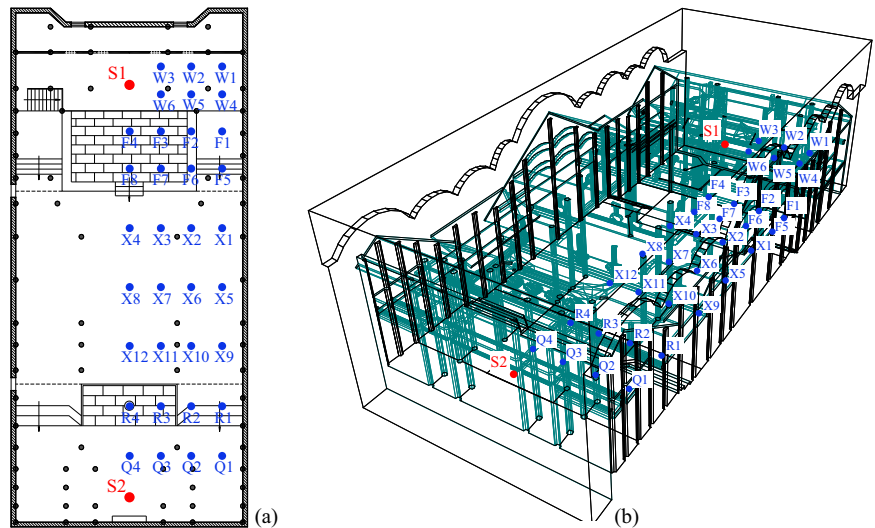 W3 W2 W1
S1
W6 W5 W4
F4 F3 F2 F1
F8 F7 F6 F5
X4 X3 X2 X1
X8 X7 X6 X5
X12 X11 X10 X9
R4 R3 R2 R1
Q4 Q3 Q2 Q1
S2
(a)
S1 W3 W2 W1
W6 W5 W4
F4 F3 F2 F1
F8 F7 F6 F5
X4 X3 X2 X1
X8 X7 X6 X5
X12 X11 X10 X9
R4 R3 R2 R1
Q4 Q3 Q2 Q1
S2
(b)